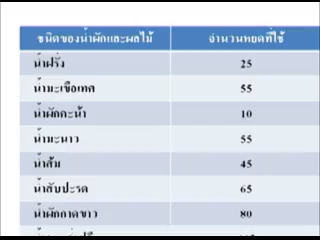 ชนิดของน้ำผักและผลไม้ จำนวนหยดที่ใช้
น้ำฝรั่ง 25
น้ำมะเขือเทศ 55
น้ำผักคะน้า 10
น้ำมะนาว 55
น้ำส้ม 45
น้ำสับปะรด 65
น้ำผักกาดขาว 80